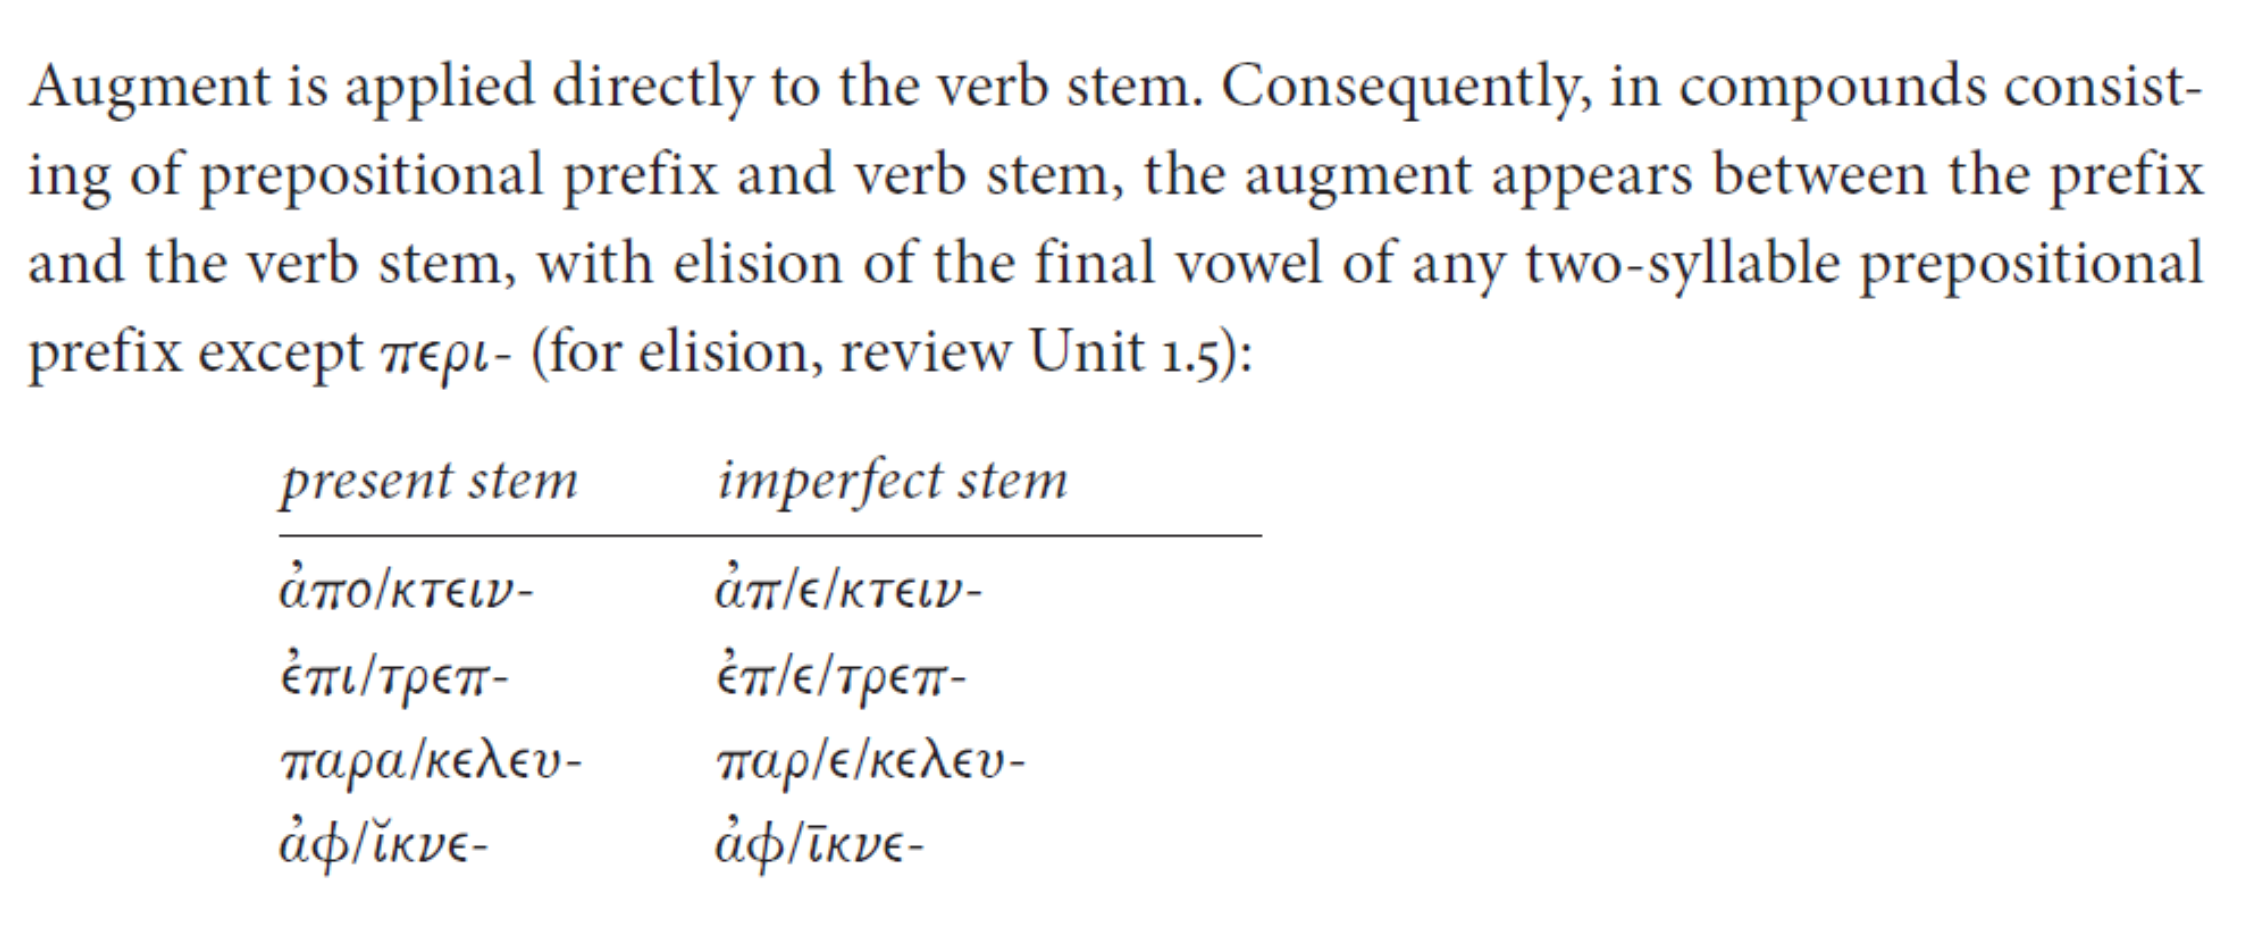 Augment is applied directly to the verb stem. Consequently, in compounds consist-
ing of prepositional prefix and verb stem, the augment appears between the prefix
and the verb stem, with elision of the final vowel of any two-syllable prepositional
prefix except περι- (for elision, review Unit 1.5):
present stem imperfect stem
ἀπο/κτειν- ἀπ/ε/κτειν-
ἐπι/τρεπ- ἐπ/ε/τρεπ-
παρα/κελευ- παρ/ε/κελευ-
ἀφ/ῐκνε- ἀφ/ῑκνε-